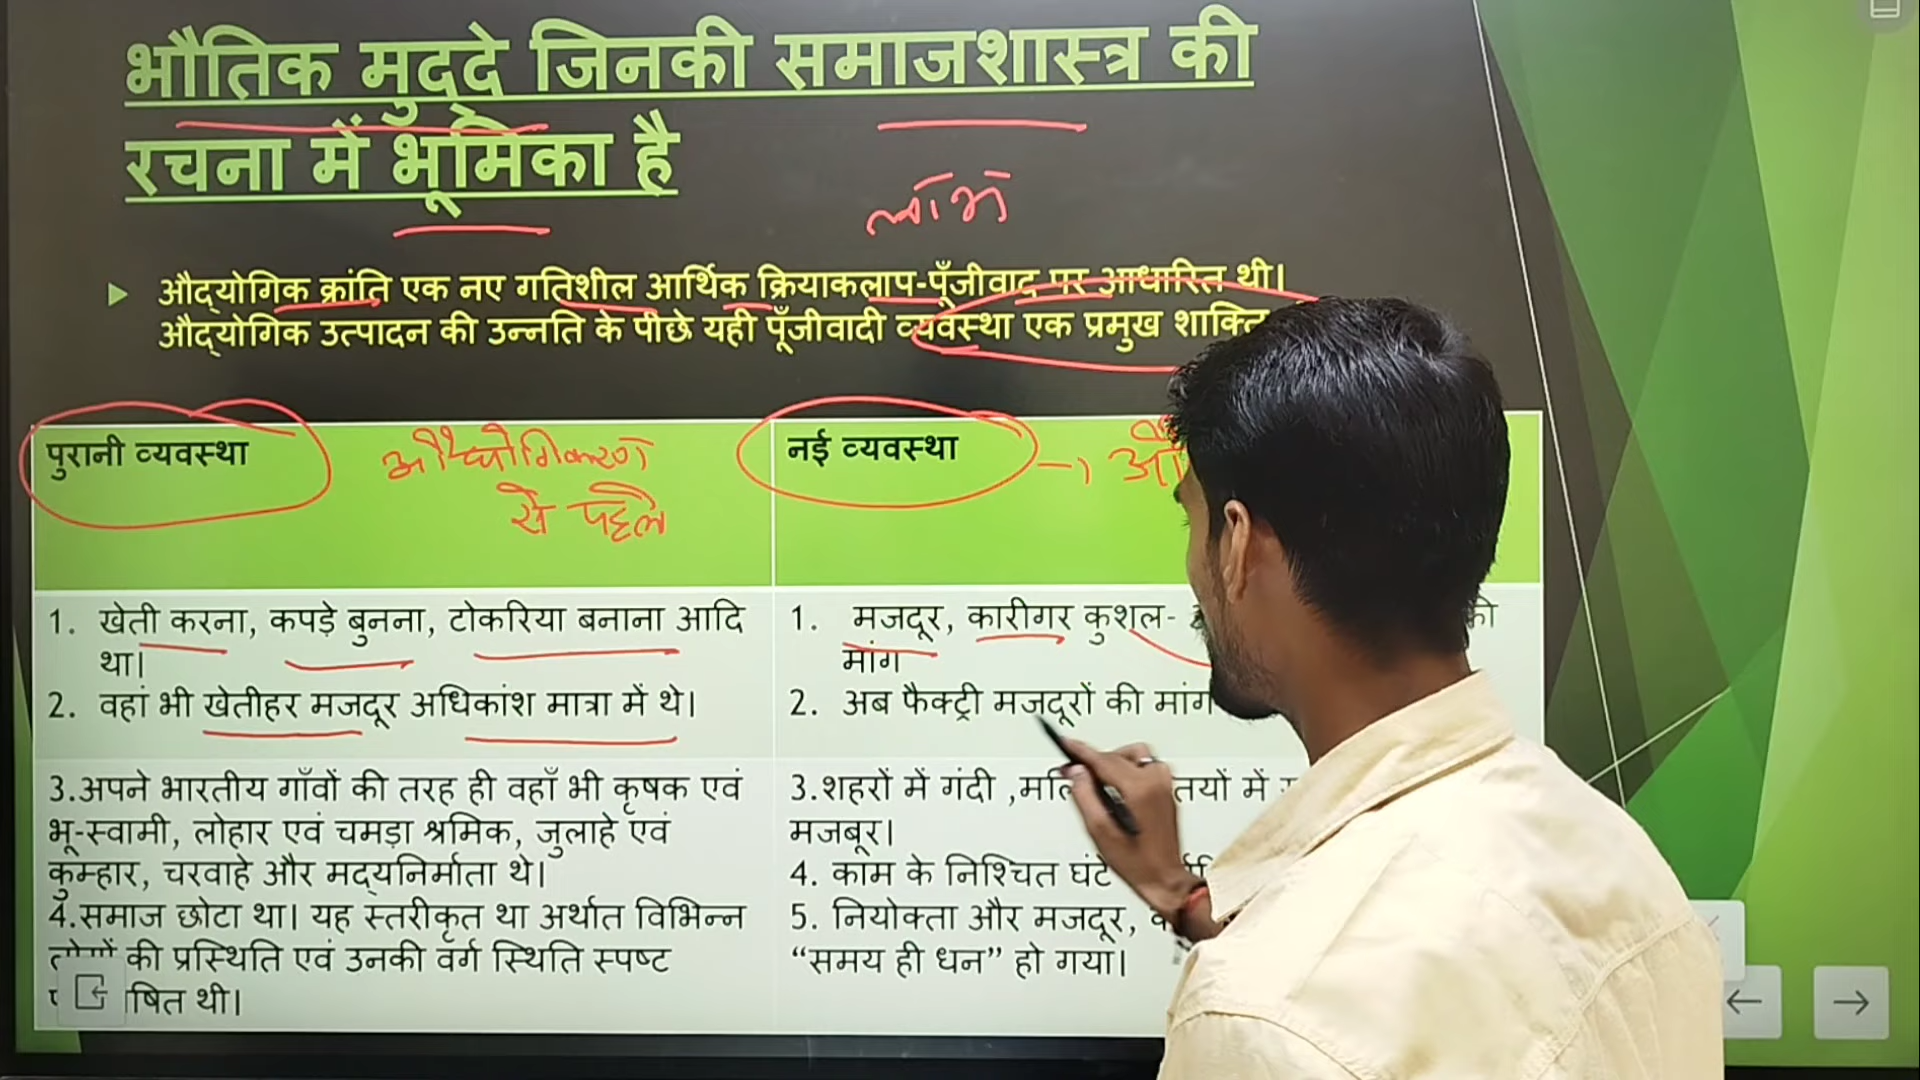 भौतिक मुद्दे जिनकी समाजशास्त्र की
रचना में भूमिका है
लाभ
औद्योगिक क्रांति एक नए गतिशील आर्थिक क्रियाकलाप-पूँजीवाद पर आधारित थी।
औद्योगिक उत्पादन की उन्नति के पीछे यही पूँजीवादी व्यवस्था एक प्रमुख शाक्ति
पुरानी व्यवस्था
औद्योगिकरण
से पहले
नई व्यवस्था
1. खेती करना, कपड़े बुनना, टोकरिया बनाना आदि
था।
2. वहां भी खेतीहर मजदूर अधिकांश मात्रा में थे।
1. मजदूर, कारीगर कुशल- की
मांग
2. अब फैक्ट्री मजदूरों की मांग
3.अपने भारतीय गाँवों की तरह ही वहाँ भी कृषक एवं
भू-स्वामी, लोहार एवं चमड़ा श्रमिक, जुलाहे एवं
कुम्हार, चरवाहे और मद्यनिर्माता थे।
4.समाज छोटा था। यह स्तरीकृत था अर्थात विभिन्न
की प्रस्थिति एवं उनकी वर्ग स्थिति स्पष्ट
थी।
3.शहरों में गंदी , में
मजबूर।
4. काम के निश्चित घंटे
5. नियोक्ता और मजदूर,
“समय ही धन” हो गया।